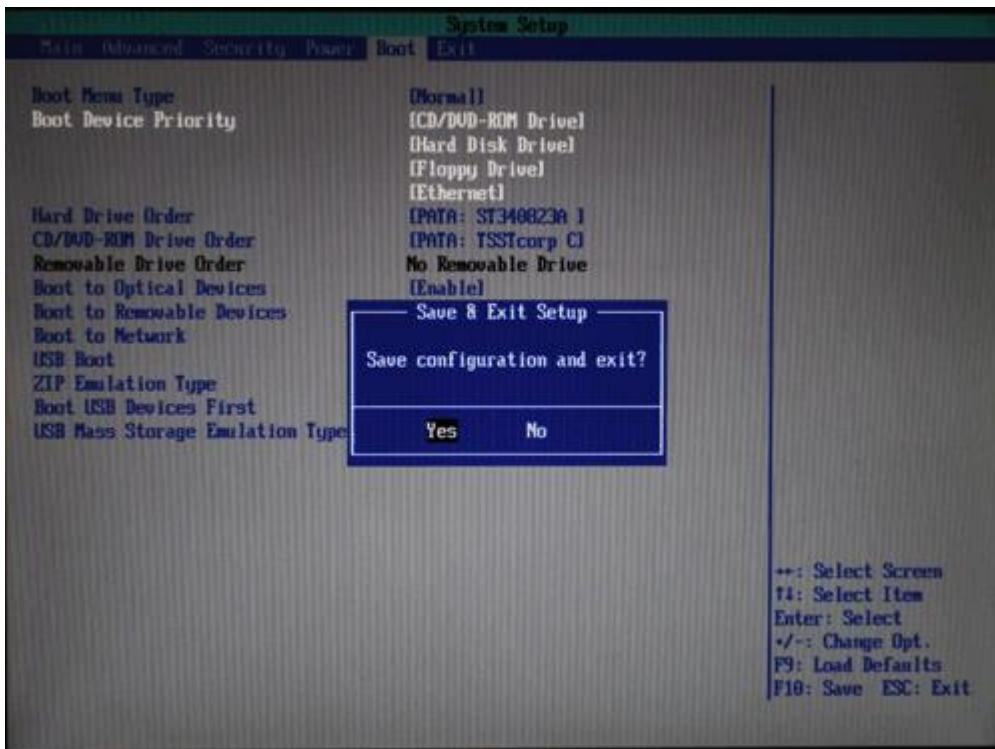 System Setup
Main Advanced Security Power Boot Exit
Boot Menu Type [Normal]
Boot Device Priority [CD/DVD-ROM Drive]
[Hard Disk Drive]
[Floppy Drive]
[Ethernet]
Hard Drive Order [PATA: ST340823A ]
CD/DVD-ROM Drive Order [PATA: TSSTcorp C]
Removable Drive Order No Removable Drive
Boot to Optical Devices [Enable]
Boot to Removable Devices
Boot to Network
USB Boot
ZIP Emulation Type
Boot USB Devices First
USB Mass Storage Emulation Type
Save & Exit Setup
Save configuration and exit?
Yes No
↔: Select Screen
↑↓: Select Item
Enter: Select
+/-: Change Opt.
F9: Load Defaults
F10: Save ESC: Exit